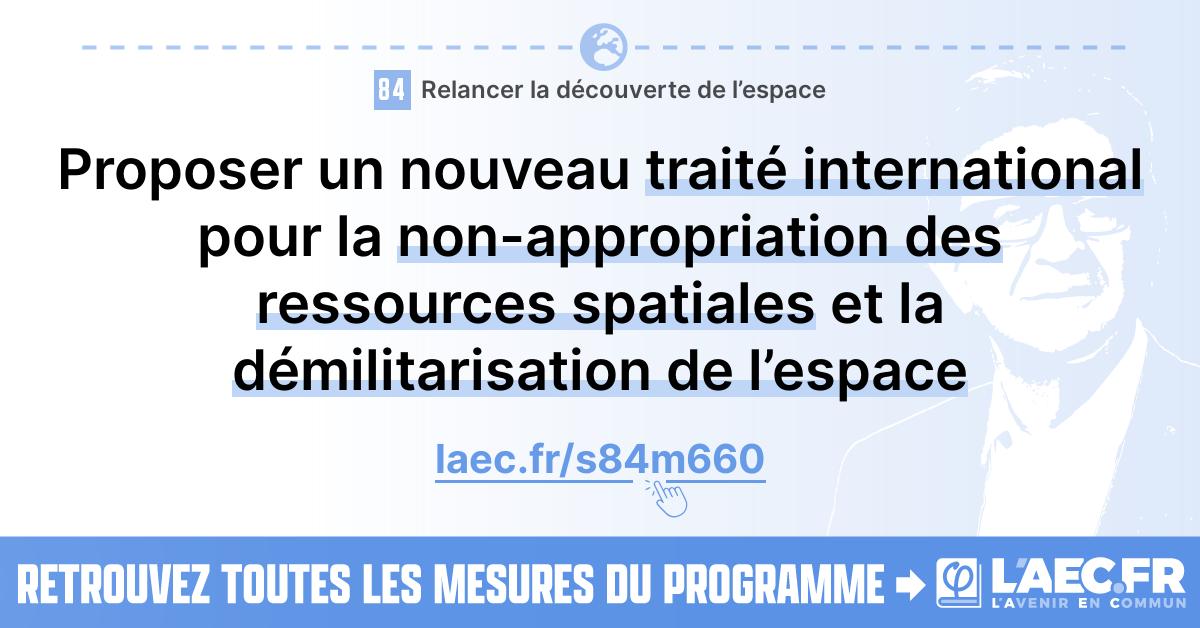 84 Relancer la découverte de l’espace
Proposer un nouveau traité international
pour la non-appropriation des
ressources spatiales et la
démilitarisation de l’espace
laec.fr/s84m660
RETROUVEZ TOUTES LES MESURES DU PROGRAMME
φ L'AEC.FR
L'AVENIR EN COMMUN